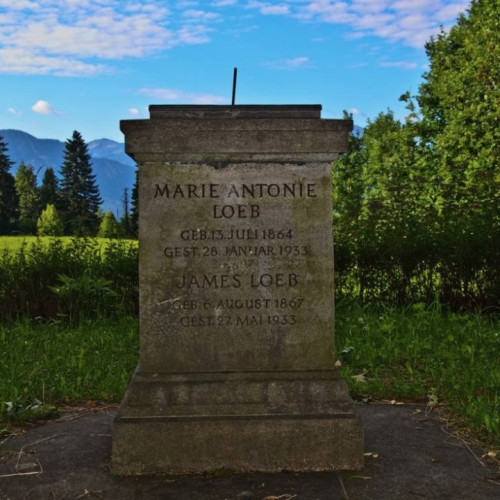 MARIE ANTONIE
LOEB
GEB. 13. JULI 1864
GEST. 28. JANUAR 1933
JAMES LOEB
GEB. 6. AUGUST 1867
GEST. 27. MAI 1933